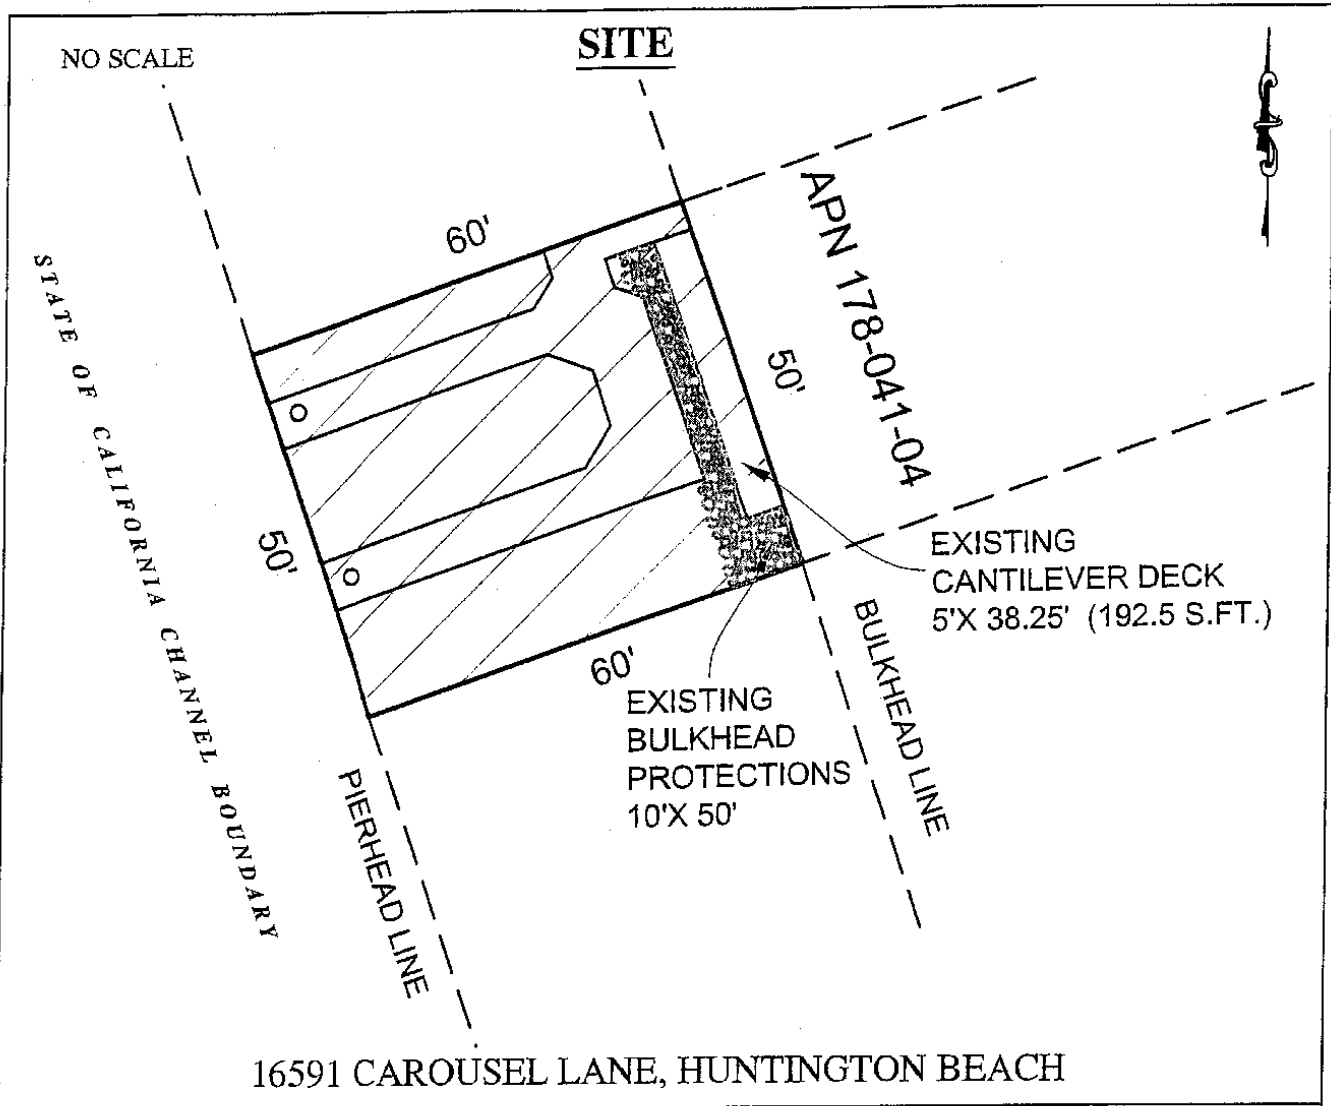 NO SCALE
SITE
60'
APN 178-041-04
50'
STATE OF CALIFORNIA CHANNEL BOUNDARY
50'
60'
EXISTING
CANTILEVER DECK
5'X 38.25' (192.5 S.FT.)
EXISTING
BULKHEAD
PROTECTIONS
10'X 50'
BULKHEAD LINE
PIERHEAD LINE
16591 CAROUSEL LANE, HUNTINGTON BEACH